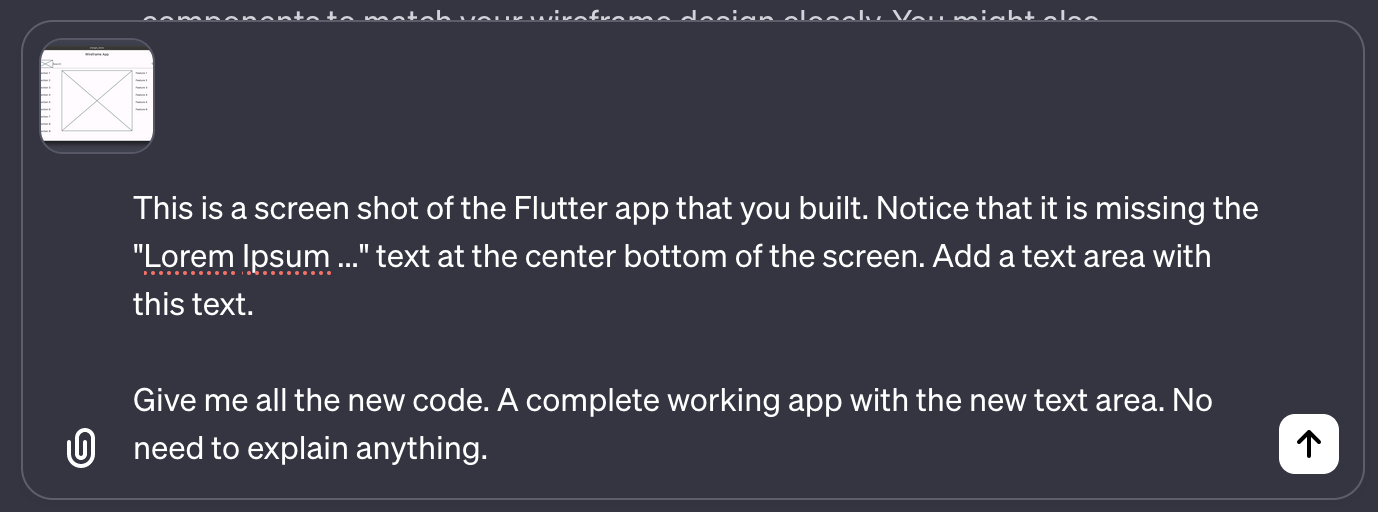 components to match your wireframe design closely. You might also
Wireframe App
This is a screen shot of the Flutter app that you built. Notice that it is missing the
"Lorem Ipsum ..." text at the center bottom of the screen. Add a text area with
this text.
Give me all the new code. A complete working app with the new text area. No
need to explain anything.